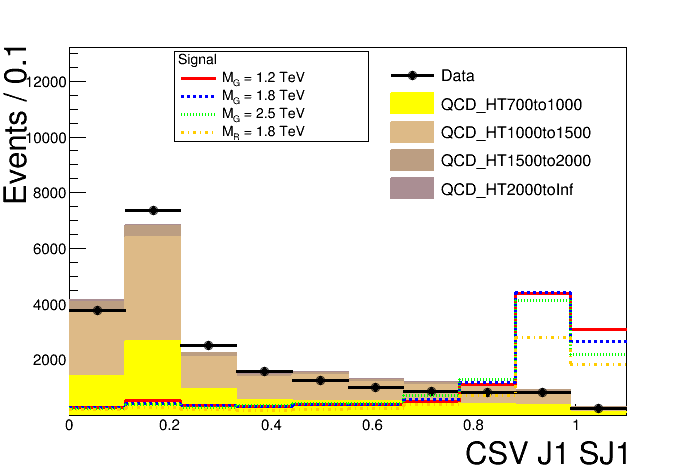 Events / 0.1
12000
10000
8000
6000
4000
2000
Signal
M_G = 1.2 TeV
M_G = 1.8 TeV
M_G = 2.5 TeV
M_R = 1.8 TeV
Data
QCD_HT700to1000
QCD_HT1000to1500
QCD_HT1500to2000
QCD_HT2000toInf
0 0.2 0.4 0.6 0.8 1
CSV J1 SJ1